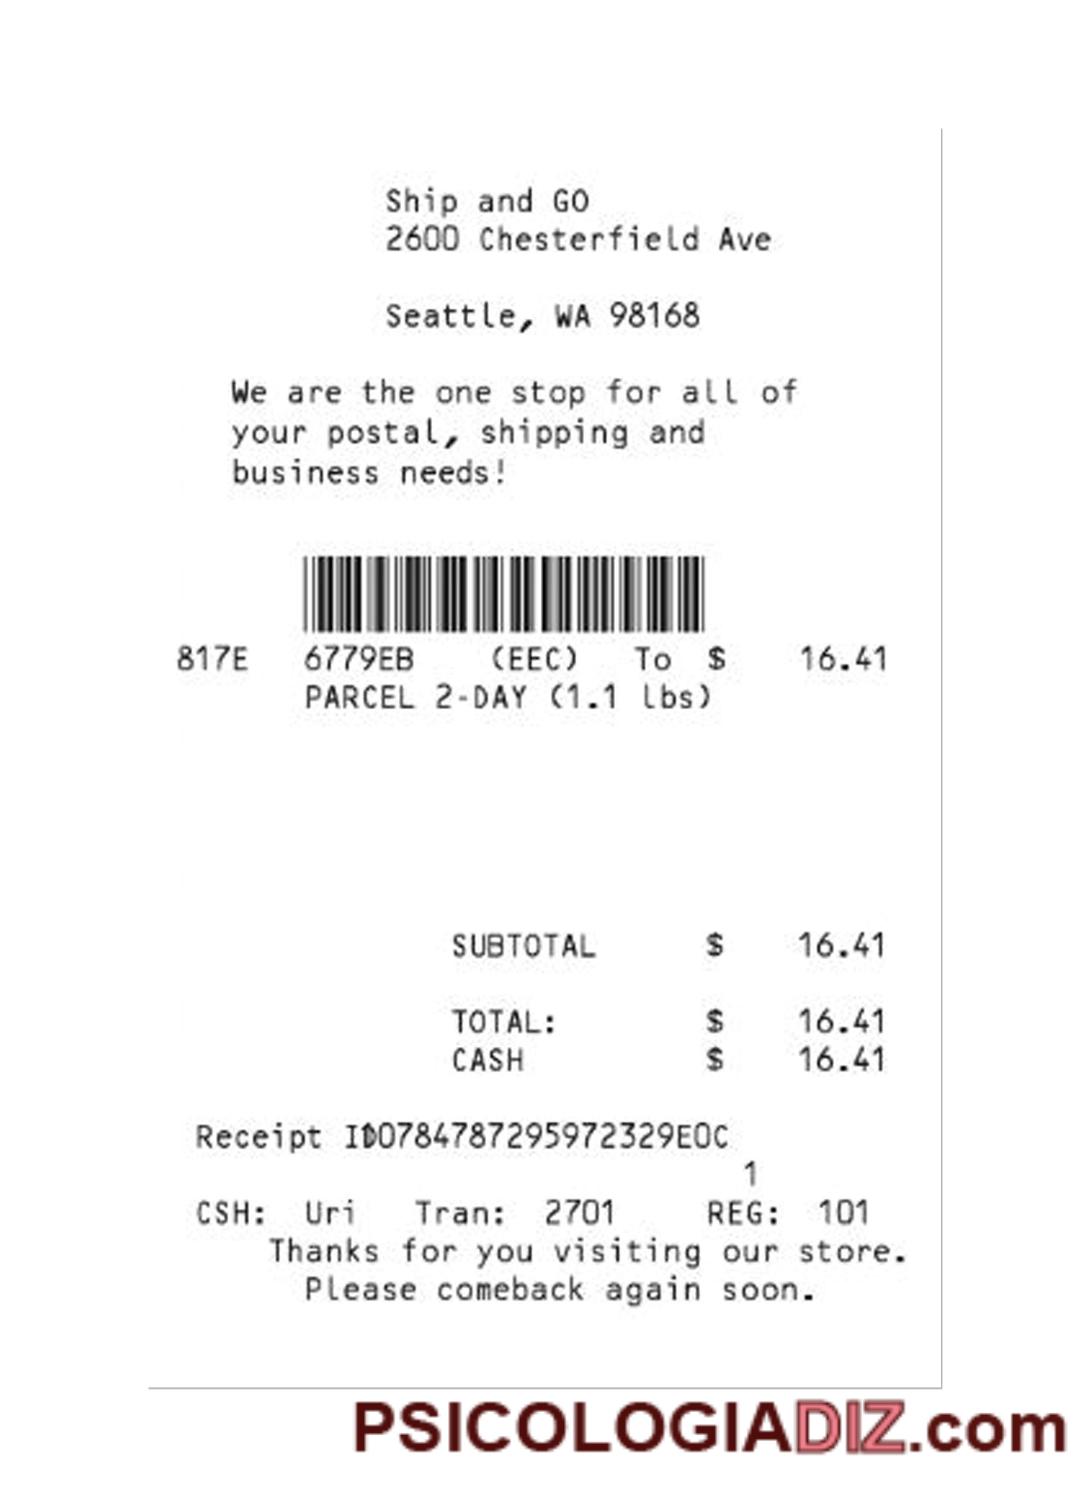 Ship and GO
2600 Chesterfield Ave
Seattle, WA 98168
We are the one stop for all of
your postal, shipping and
business needs!
817E 6779EB (EEC) To $ 16.41
PARCEL 2-DAY (1.1 lbs)
SUBTOTAL $ 16.41
TOTAL: $ 16.41
CASH $ 16.41
Receipt ID0784787295972329EOC
1
CSH: Uri Tran: 2701 REG: 101
Thanks for you visiting our store.
Please comeback again soon.
PSICOLOGIADIZ.com